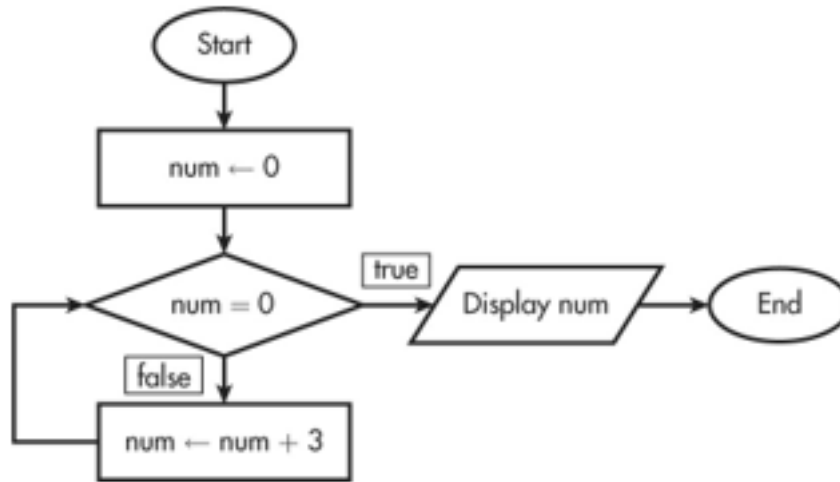 Start
num ← 0
num = 0
true
Display num
End
false
num ← num + 3